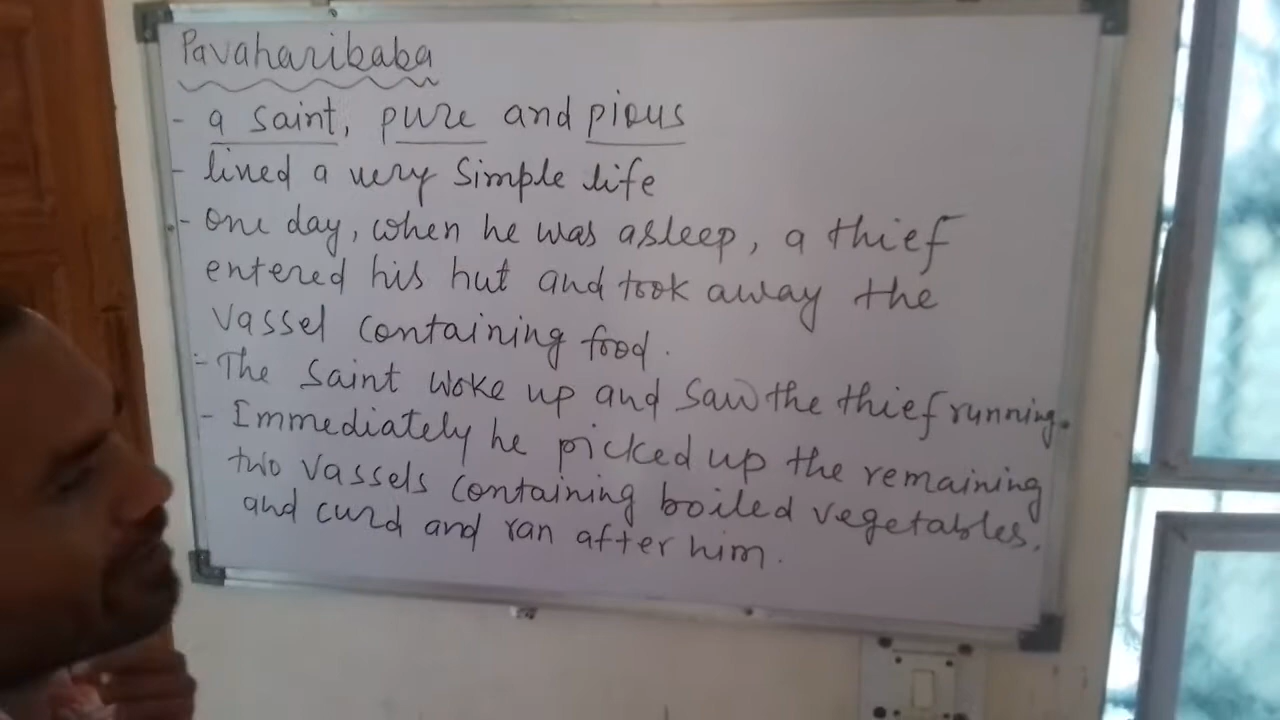 Pavaharibaba
- a saint, pure and pious
- lived a very simple life
- One day, when he was asleep, a thief
entered his hut and took away the
vassel containing food.
- The Saint woke up and saw the thief running.
- Immediately he picked up the remaining
two vassels containing boiled vegetables.
and curd and ran after him.